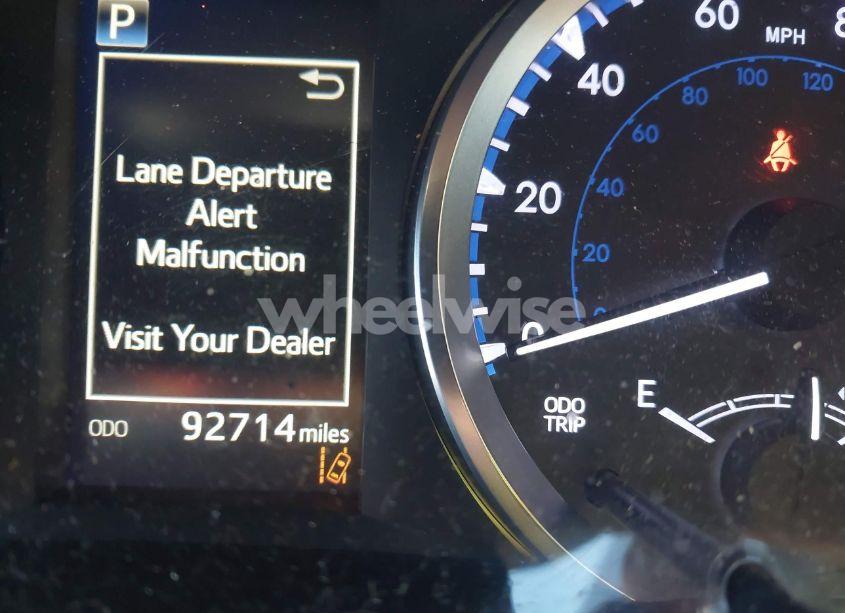 P
Lane Departure
Alert
Malfunction
Visit Your Dealer
ODO 92714 miles
60
MPH
40
100
120
80
60
20
40
20
0
0
ODO
TRIP
E
wheelwise